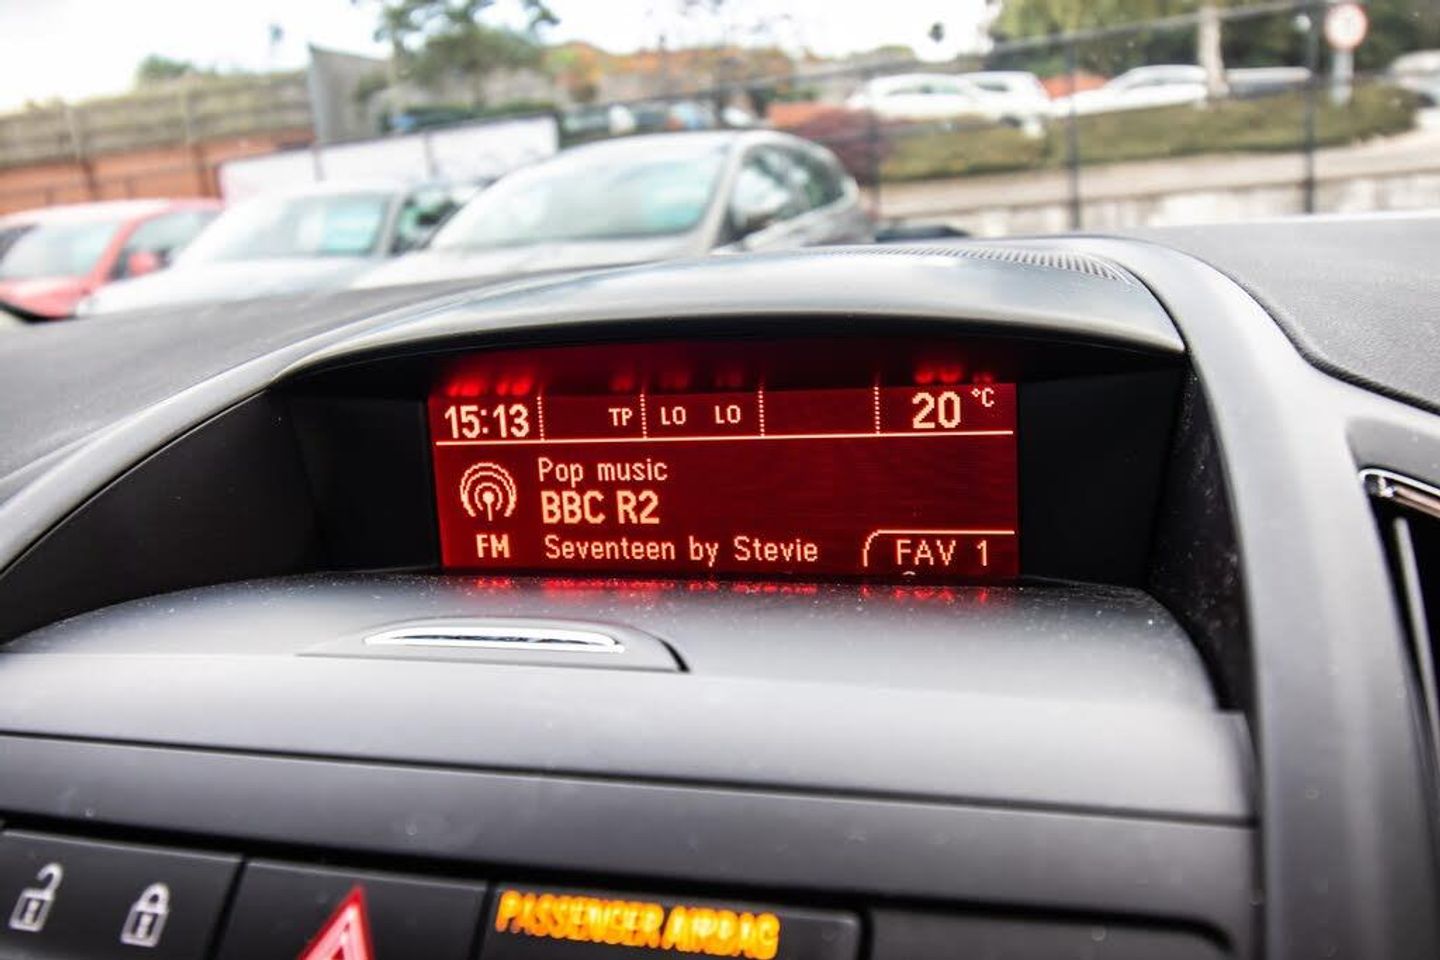 15:13 TP LO LO 20 °C
Pop music
BBC R2
FM Seventeen by Stevie FAV 1
PASSENGER AIRBAG